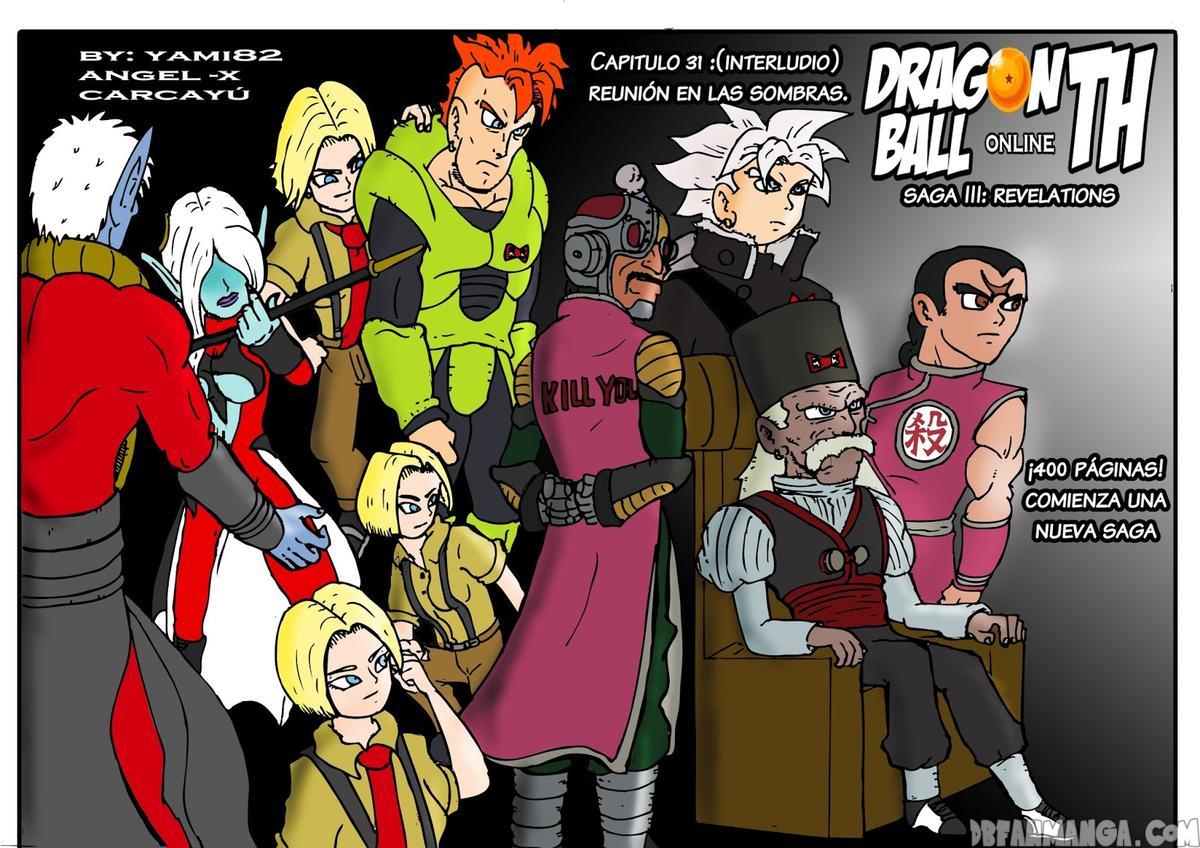 BY: YAMI82
ANGEL -X
CARCAYÚ
CAPITULO 31 :(INTERLUDIO)
REUNIÓN EN LAS SOMBRAS.
DRAGON
BALL
ONLINE
TH
SAGA III: REVELATIONS
KILL YOU
殺
¡400 PÁGINAS!
COMIENZA UNA
NUEVA SAGA
DBFANMANGA.COM